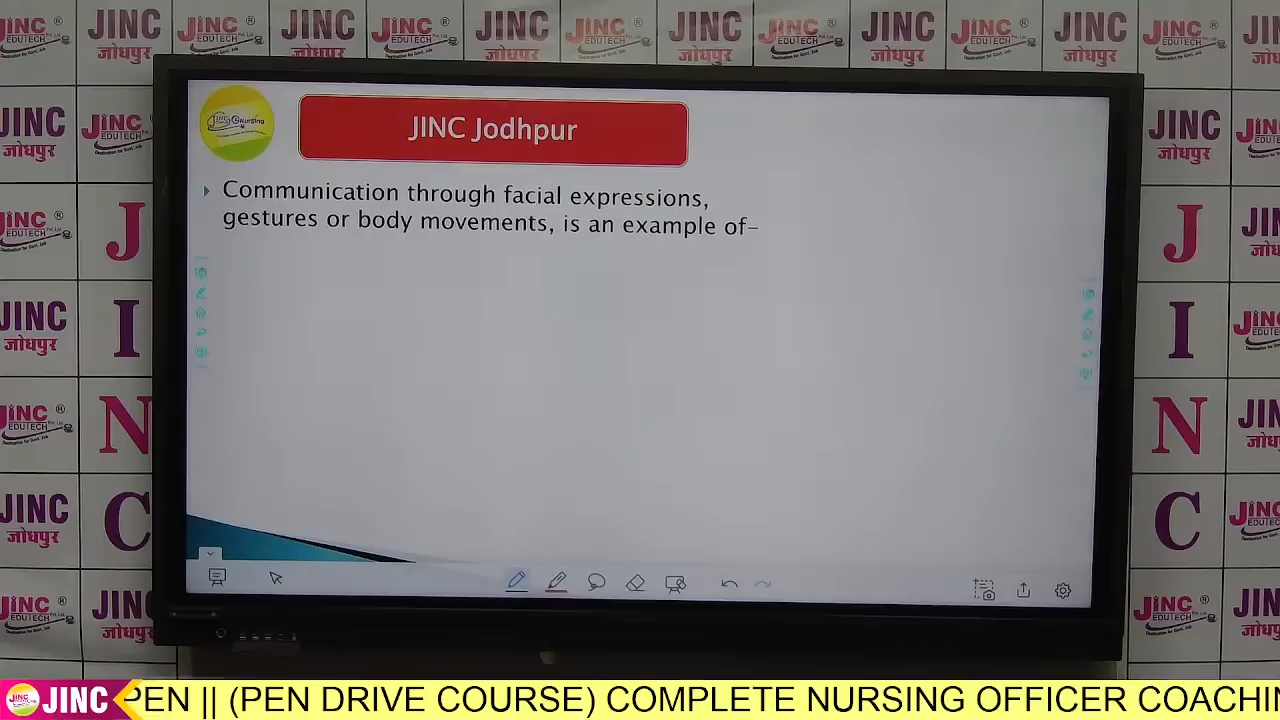 JINC Jodhpur
Communication through facial expressions,
gestures or body movements, is an example of-
J
I
N
C
J
I
N
C
JINC
जोधपुर
JINC
EDUTECH
JINC PEN || (PEN DRIVE COURSE) COMPLETE NURSING OFFICER COACHI